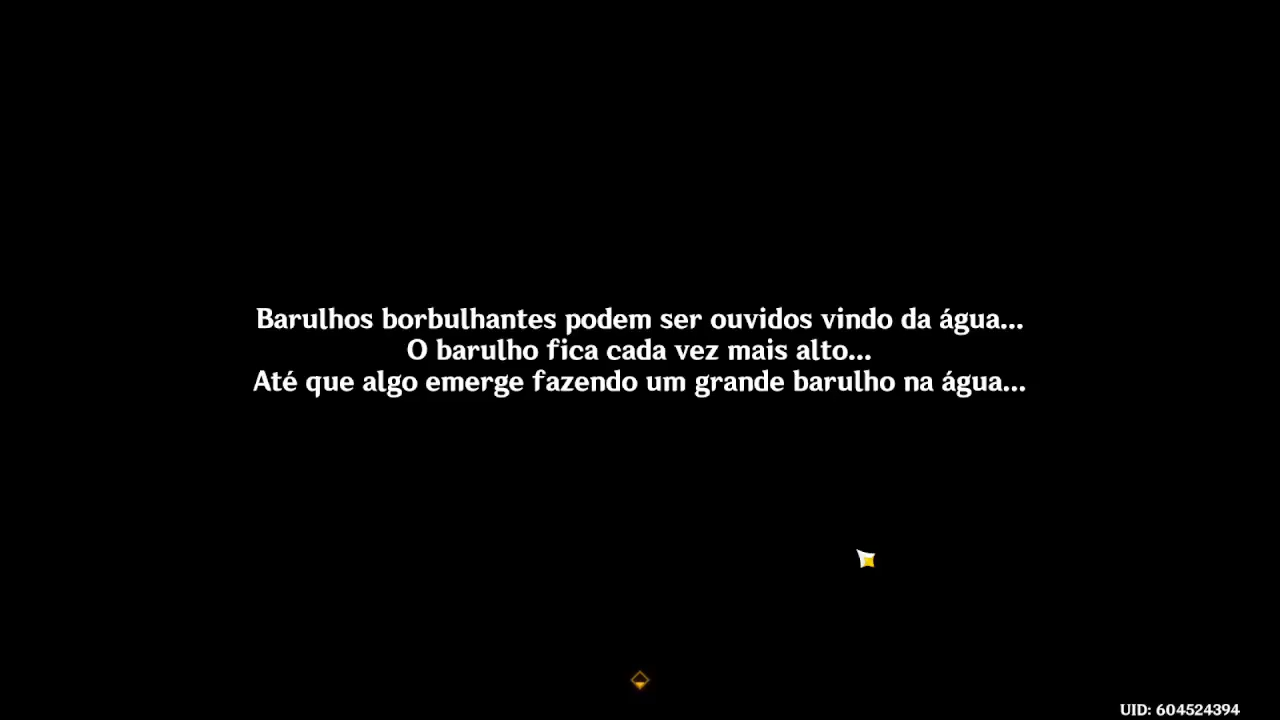 Barulhos borbulhantes podem ser ouvidos vindo da água...
O barulho fica cada vez mais alto...
Até que algo emerge fazendo um grande barulho na água...
UID: 604524394